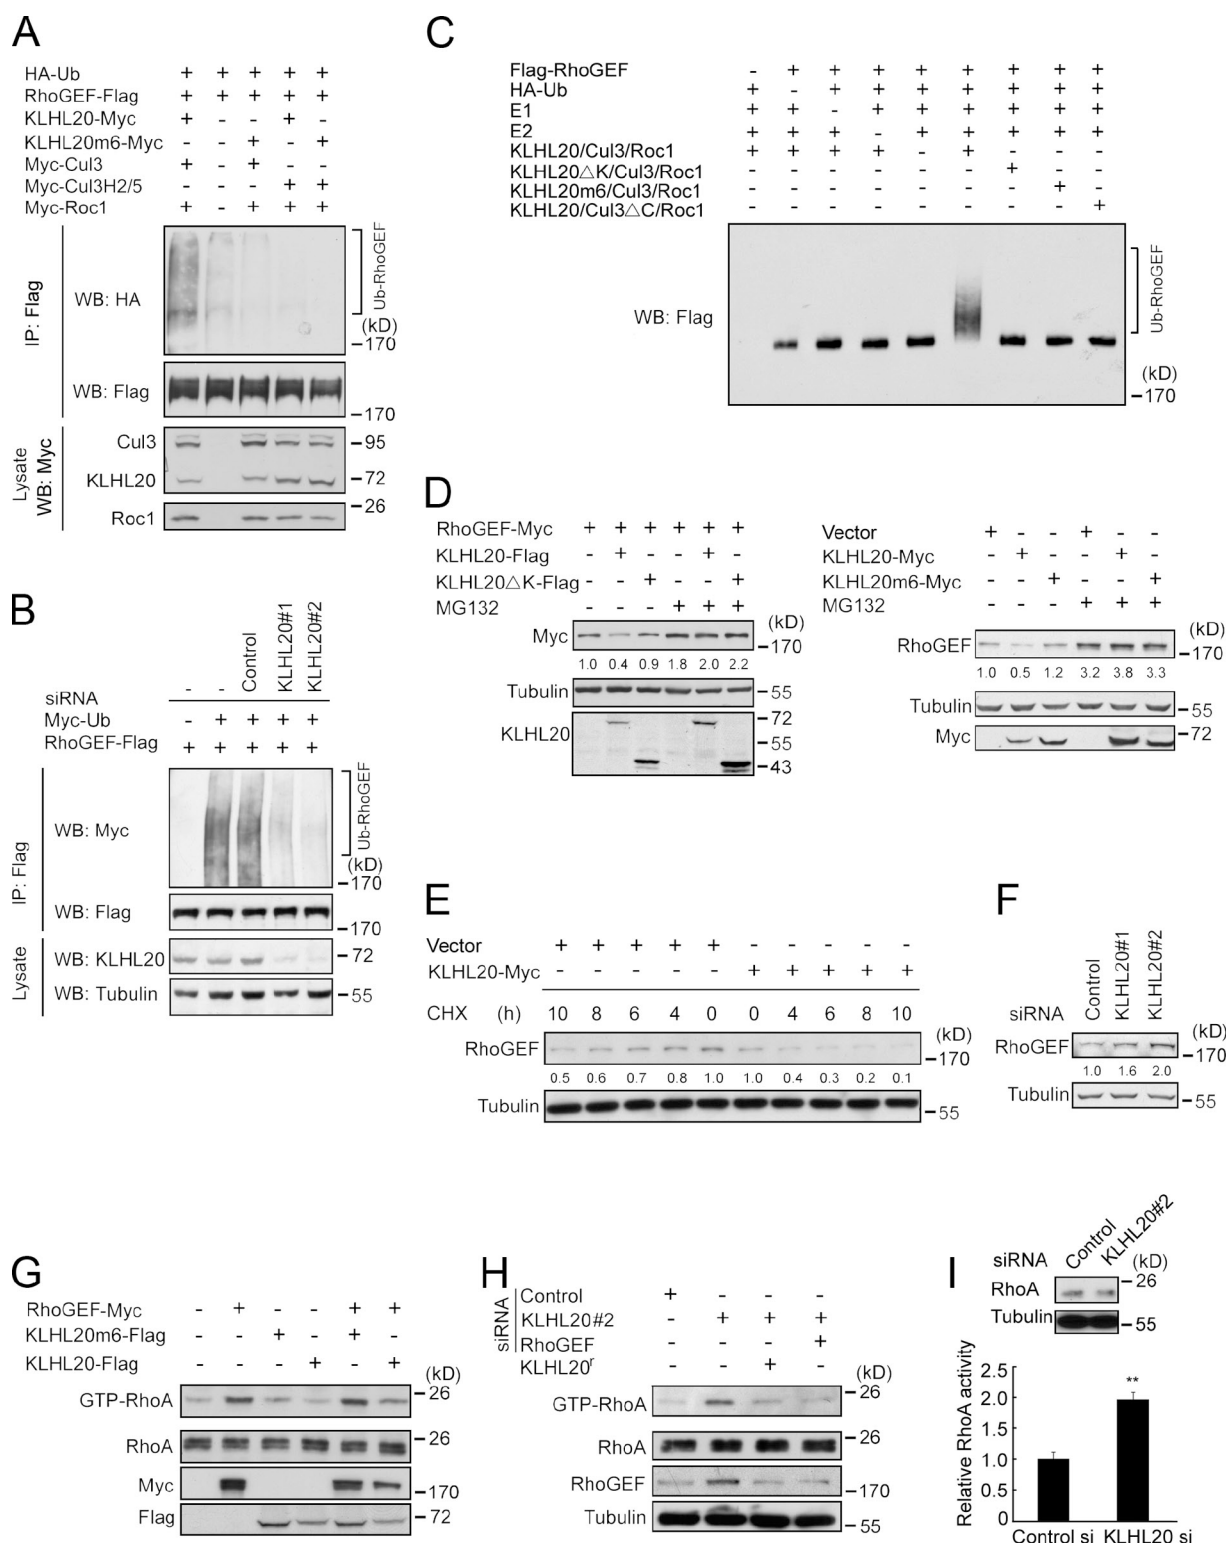 A
HA-Ub + + + + +
RhoGEF-Flag + + + + +
KLHL20-Myc + - - + -
KLHL20m6-Myc - - + - +
Myc-Cul3 + - + - -
Myc-Cul3H2/5 - - - + +
Myc-Roc1 + - + + +
IP: Flag
WB: HA
Ub-RhoGEF
(kD)
170
WB: Flag
170
Lysate
WB: Myc
Cul3 95
KLHL20 72
26
Roc1
B
siRNA - - Control KLHL20#1 KLHL20#2
Myc-Ub - + + + +
RhoGEF-Flag + + + + +
IP: Flag
WB: Myc
Ub-RhoGEF
(kD)
170
WB: Flag
170
Lysate
WB: KLHL20 72
WB: Tubulin 55
C
Flag-RhoGEF - + + + + + + + +
HA-Ub + - + + + + + + +
E1 + + - + + + + + +
E2 + + + - + + + + +
KLHL20/Cul3/Roc1 + + + + - + - - -
KLHL20△K/Cul3/Roc1 - - - - - - + - -
KLHL20m6/Cul3/Roc1 - - - - - - - + -
KLHL20/Cul3△C/Roc1 - - - - - - - - +
WB: Flag
Ub-RhoGEF
(kD)
170
D
RhoGEF-Myc + + + + + +
KLHL20-Flag - + - - + -
KLHL20△K-Flag - - + - - +
MG132 - - - + + +
(kD)
Myc 170
1.0 0.4 0.9 1.8 2.0 2.2
Tubulin 55
KLHL20 72
55
43
Vector + - - + - -
KLHL20-Myc - + - - + -
KLHL20m6-Myc - - + - - +
MG132 - - - + + +
(kD)
RhoGEF 170
1.0 0.5 1.2 3.2 3.8 3.3
Tubulin 55
Myc 72
E
Vector + + + + + - - - - -
KLHL20-Myc - - - - - + + + + +
CHX (h) 10 8 6 4 0 0 4 6 8 10
(kD)
RhoGEF 170
0.5 0.6 0.7 0.8 1.0 1.0 0.4 0.3 0.2 0.1
Tubulin 55
F
siRNA Control KLHL20#1 KLHL20#2
(kD)
RhoGEF 170
1.0 1.6 2.0
Tubulin 55
G
RhoGEF-Myc - + - - + +
KLHL20m6-Flag - - + - + -
KLHL20-Flag - - - + - +
(kD)
GTP-RhoA 26
RhoA 26
Myc 170
Flag 72
H
siRNA
Control + - - -
KLHL20#2 - + + +
RhoGEF - - - +
KLHL20r - - + -
(kD)
GTP-RhoA 26
RhoA 26
RhoGEF 170
Tubulin 55
I
siRNA Control KLHL20#2 (kD)
RhoA 26
Tubulin 55
Relative RhoA activity
2.5
2.0
1.5
1.0
0.5
0
**
Control si KLHL20 si